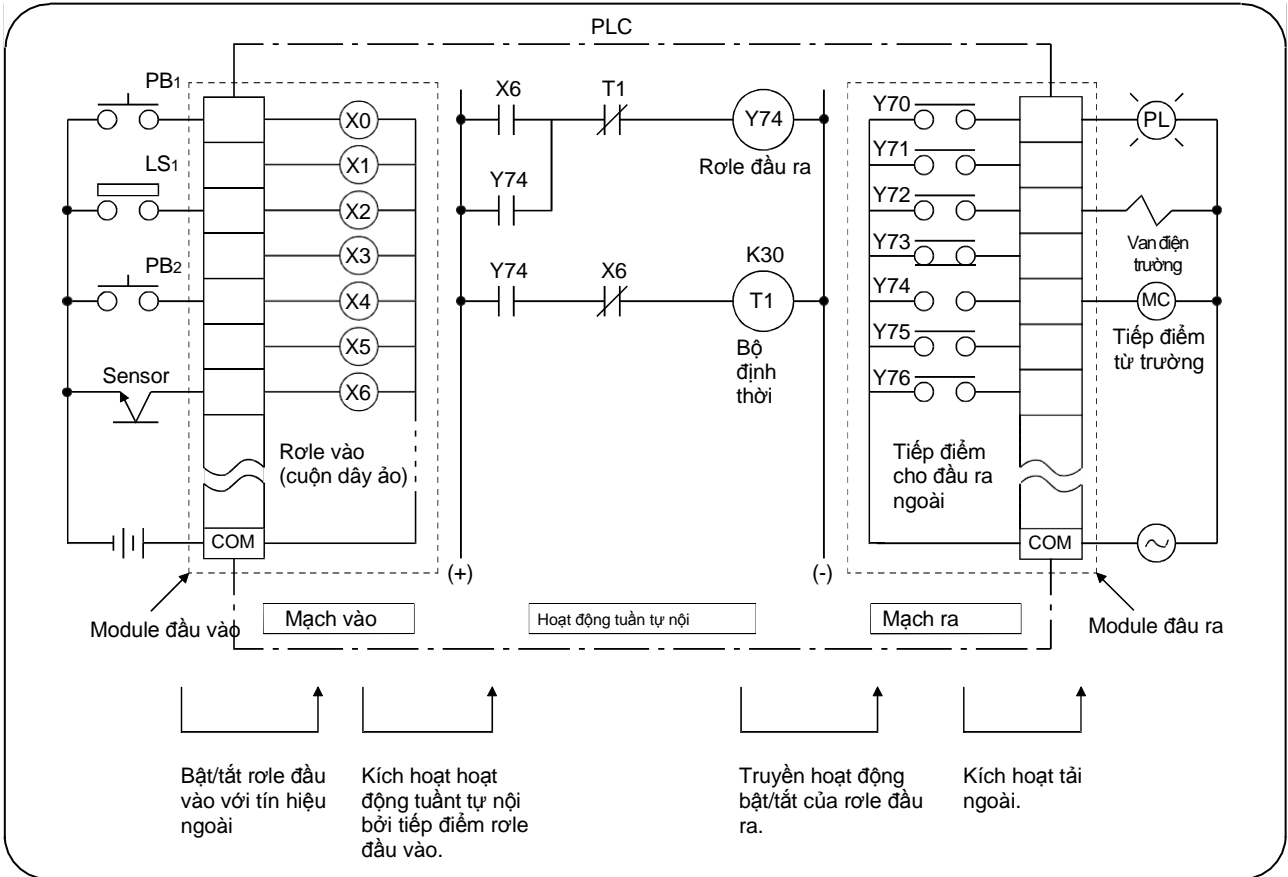 PLC
PB1
LS1
PB2
Sensor
X0
X1
X2
X3
X4
X5
X6
Rơle vào
(cuộn dây ảo)
COM
X6
T1
Y74
Rơle đầu ra
Y74
Y74
X6
K30
T1
Bộ
định
thời
(+)
(-)
Y70
Y71
Y72
Y73
Y74
Y75
Y76
Tiếp điểm
cho đầu ra
ngoài
COM
PL
Van điện
trường
MC
Tiếp điểm
từ trường
Module đầu vào
Mạch vào
Hoạt động tuần tự nội
Mạch ra
Module đâu ra
Bật/tắt rơle đầu
vào với tín hiệu
ngoài
Kích hoạt hoạt
động tuầnt tự nội
bởi tiếp điểm rơle
đầu vào.
Truyền hoạt động
bật/tắt của rơle đầu
ra.
Kích hoạt tải
ngoài.